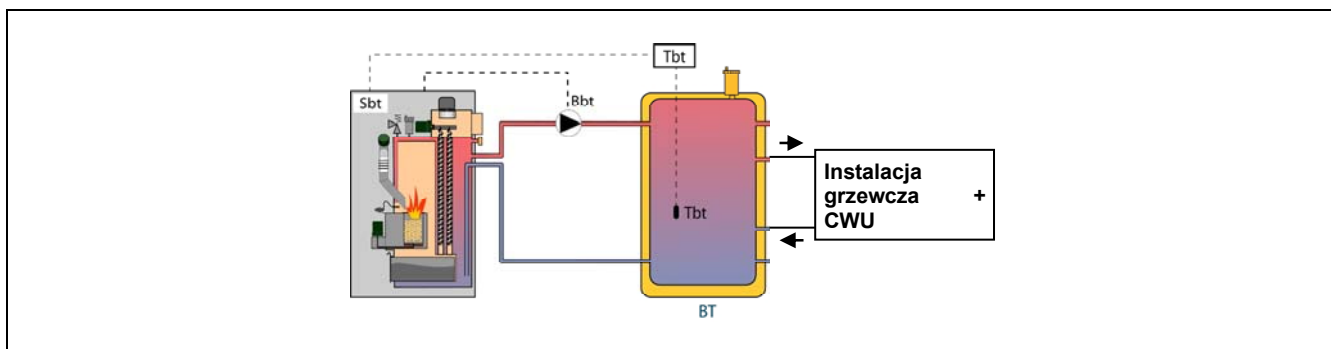 Tbt
Sbt
Bbt
Tbt
Instalacja
grzewcza +
CWU
BT